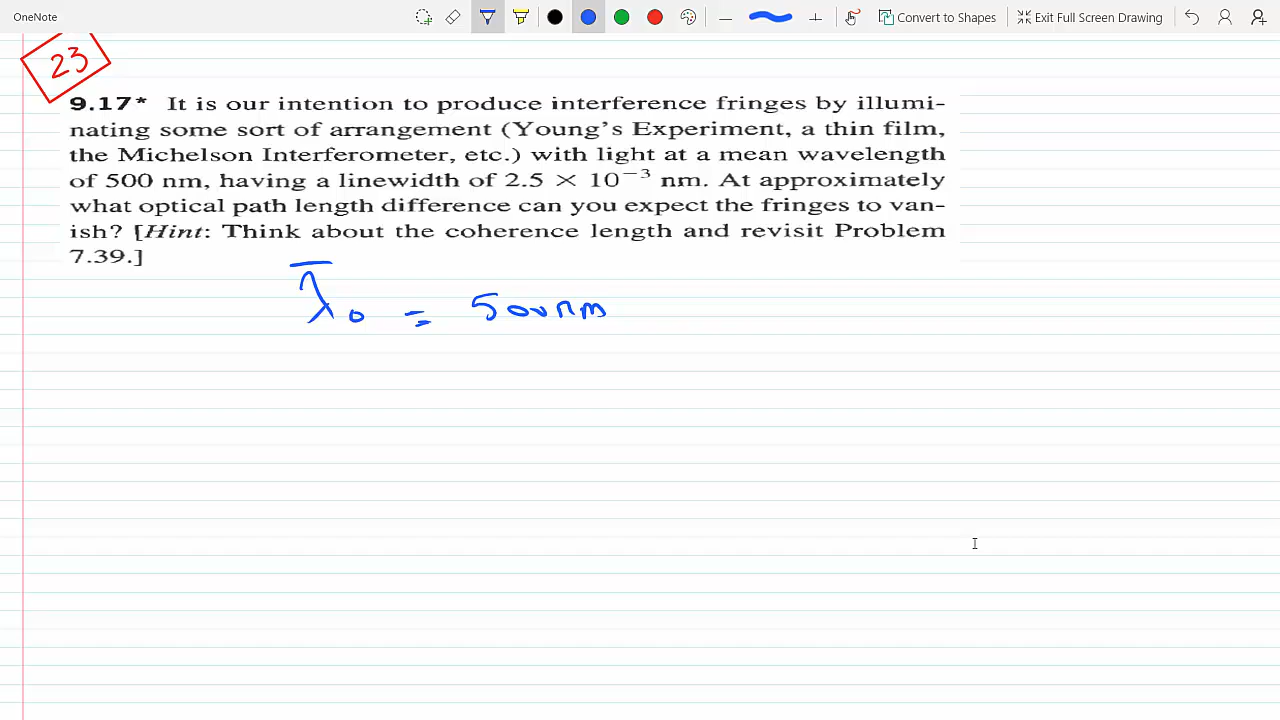 OneNote
Convert to Shapes
Exit Full Screen Drawing
23
9.17* It is our intention to produce interference fringes by illumi-
nating some sort of arrangement (Young's Experiment, a thin film,
the Michelson Interferometer, etc.) with light at a mean wavelength
of 500 nm, having a linewidth of 2.5 × 10⁻³ nm. At approximately
what optical path length difference can you expect the fringes to van-
ish? [Hint: Think about the coherence length and revisit Problem
7.39.]
λ̄₀ = 500nm